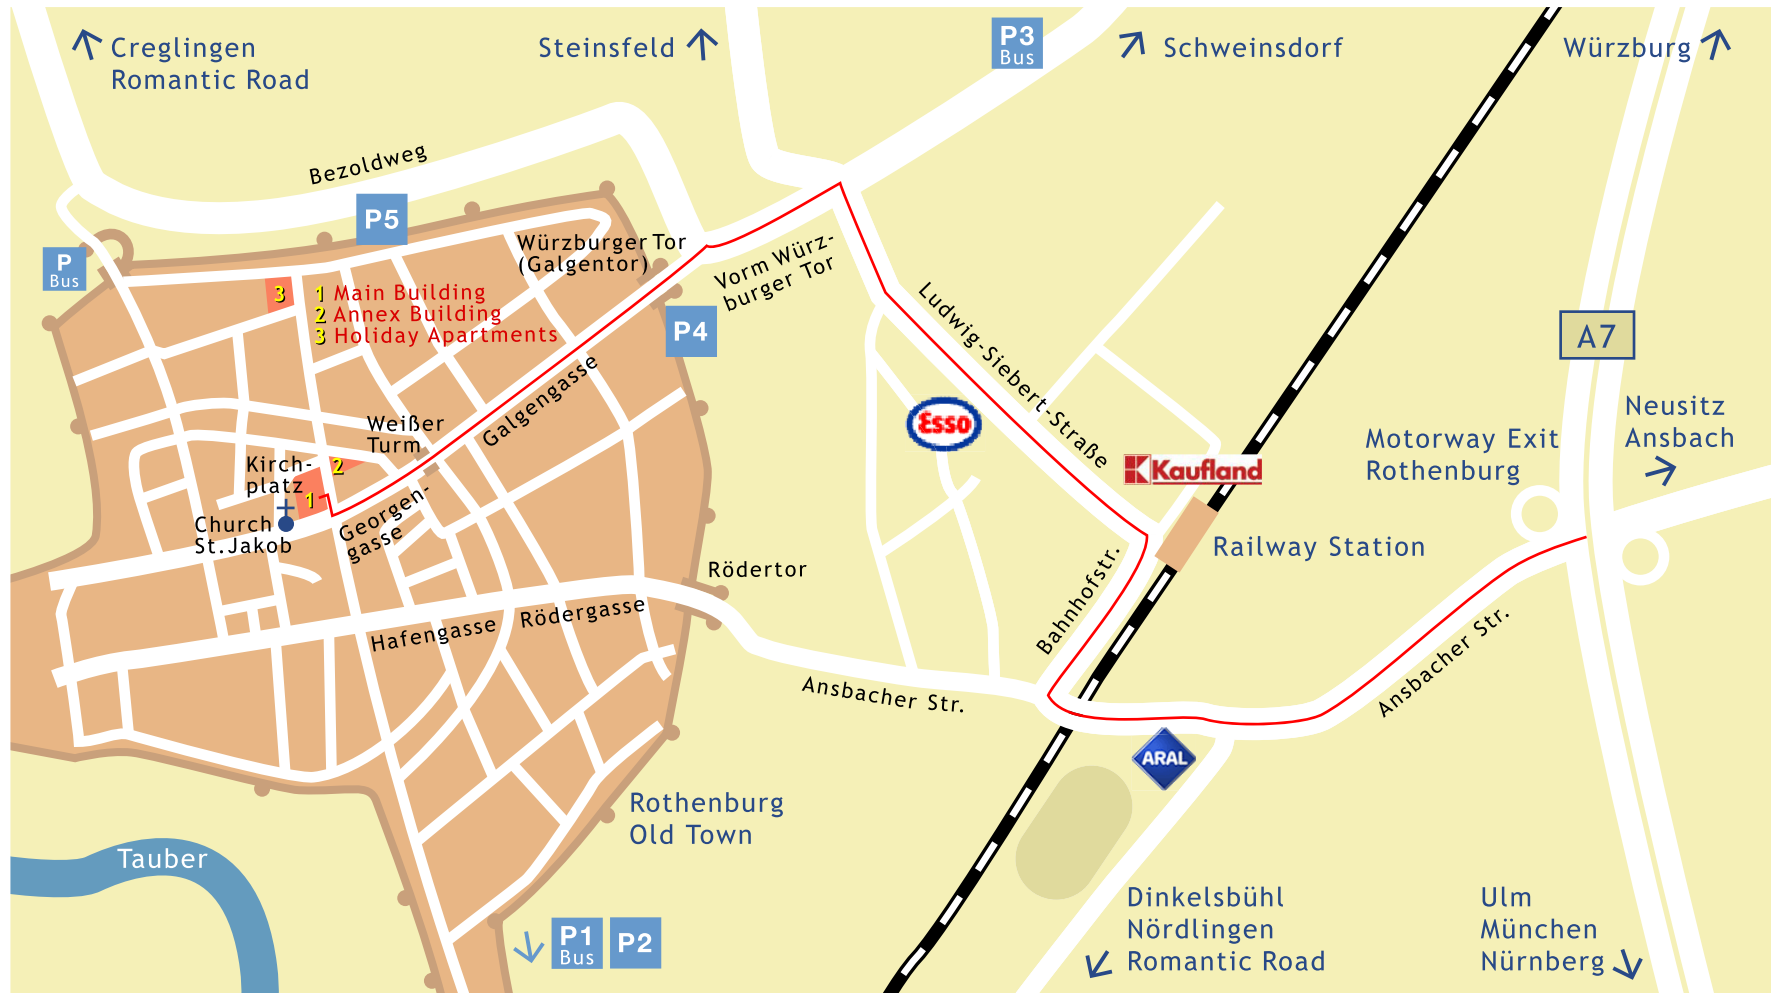 Creglingen
Romantic Road
Steinsfeld
P3
Bus
Schweinsdorf
Würzburg
Bezoldweg
P5
P
Bus
Würzburger Tor
(Galgentor)
Vorm Würz-
burger Tor
3
1 Main Building
2 Annex Building
3 Holiday Apartments
P4
Ludwig-Siebert-Straße
A7
Galgengasse
Esso
Weißer
Turm
Neusitz
Ansbach
Motorway Exit
Rothenburg
Kirch-
platz
2
1
Kaufland
Georgen-
gasse
Church
St.Jakob
Railway Station
Rödertor
Bahnhofstr.
Hafengasse
Rödergasse
Ansbacher Str.
Ansbacher Str.
ARAL
Rothenburg
Old Town
Tauber
P1
Bus
P2
Dinkelsbühl
Nördlingen
Romantic Road
Ulm
München
Nürnberg